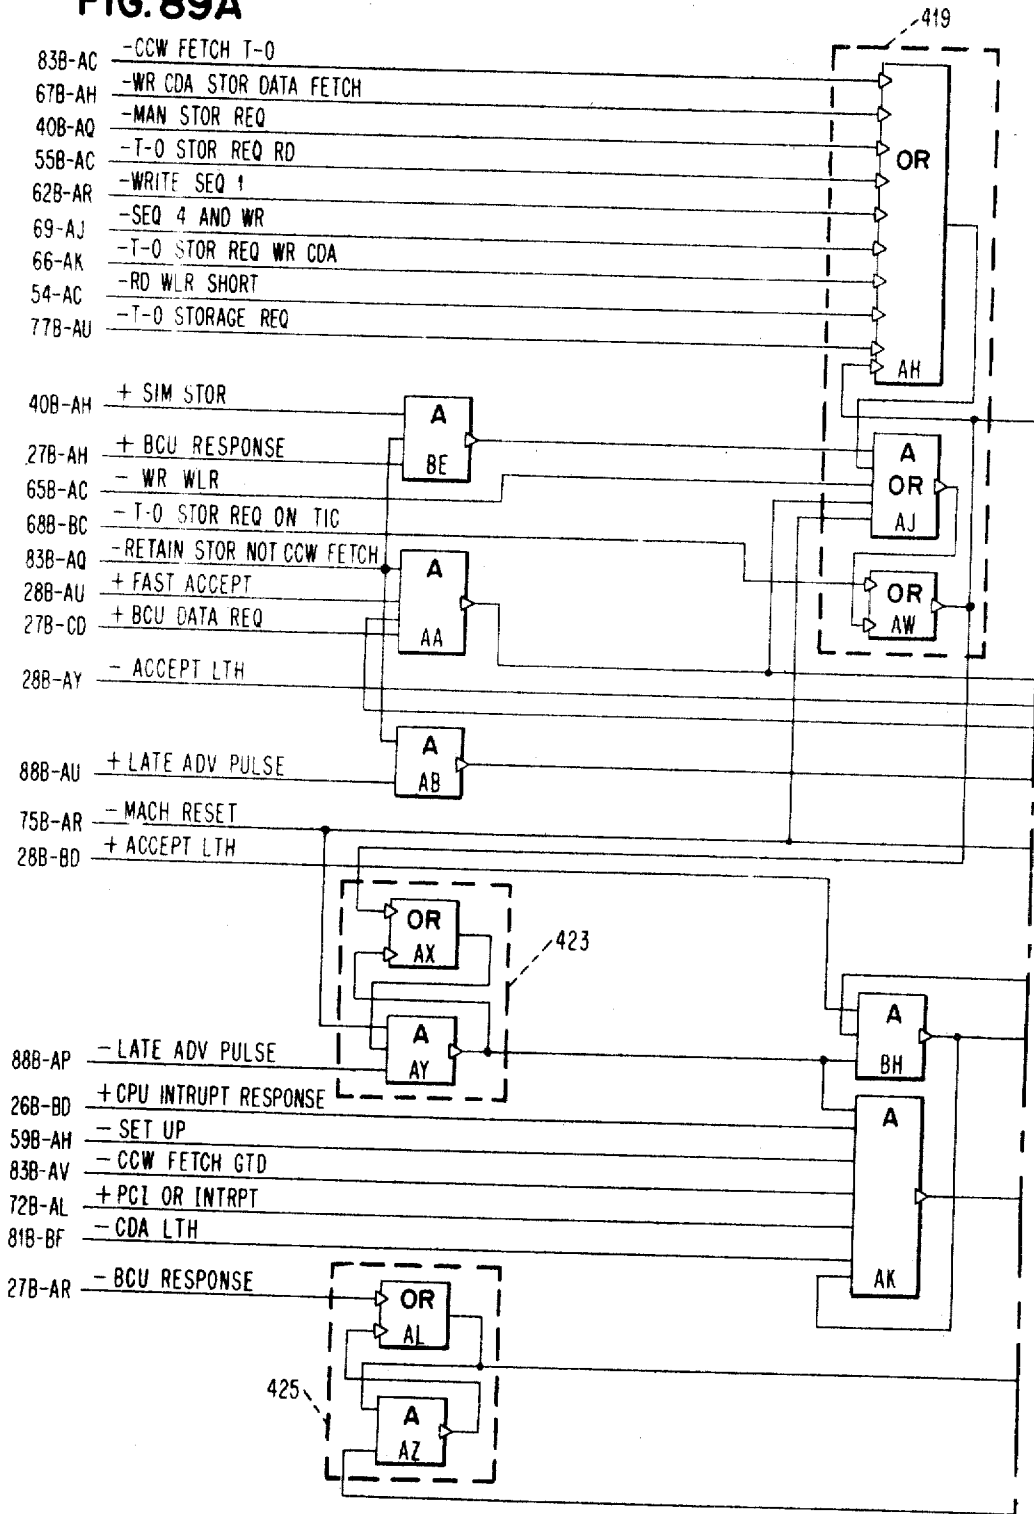 FIG. 89A
419
83B-AC -CCW FETCH T-0
67B-AH -WR CDA STOR DATA FETCH
40B-AQ -MAN STOR REQ
55B-AC -T-0 STOR REQ RD
62B-AR -WRITE SEQ 1
69-AJ -SEQ 4 AND WR
66-AK -T-0 STOR REQ WR CDA
54-AC -RD WLR SHORT
77B-AU -T-0 STORAGE REQ
OR
AH
40B-AH + SIM STOR
27B-AH + BCU RESPONSE
65B-AC - WR WLR
68B-BC - T-0 STOR REQ ON TIC
83B-AQ -RETAIN STOR NOT CCW FETCH
28B-AU + FAST ACCEPT
27B-CD + BCU DATA REQ
28B-AY - ACCEPT LTH
A
BE
A
OR
AJ
A
AA
OR
AW
88B-AU + LATE ADV PULSE
A
AB
75B-AR - MACH RESET
28B-BD + ACCEPT LTH
OR
AX
423
A
AY
A
BH
88B-AP - LATE ADV PULSE
26B-BD +CPU INTRUPT RESPONSE
59B-AH - SET UP
83B-AV - CCW FETCH GTD
72B-AL +PCI OR INTRPT
81B-BF - CDA LTH
A
AK
27B-AR - BCU RESPONSE
OR
AL
425
A
AZ